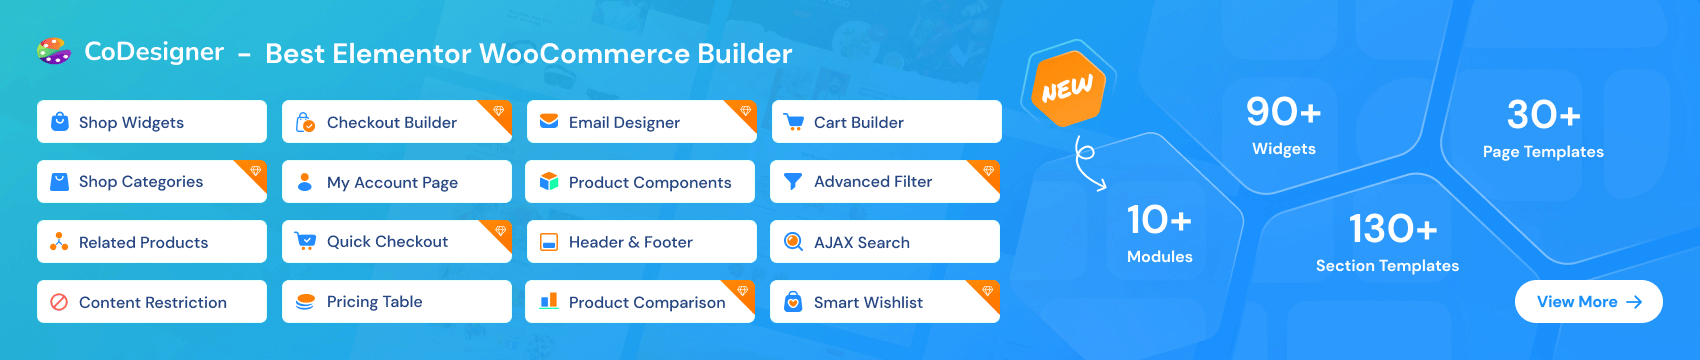 CoDesigner - Best Elementor WooCommerce Builder
Shop Widgets
Checkout Builder
Email Designer
Cart Builder
Shop Categories
My Account Page
Product Components
Advanced Filter
Related Products
Quick Checkout
Header & Footer
AJAX Search
Content Restriction
Pricing Table
Product Comparison
Smart Wishlist
NEW
90+
Widgets
30+
Page Templates
10+
Modules
130+
Section Templates
View More